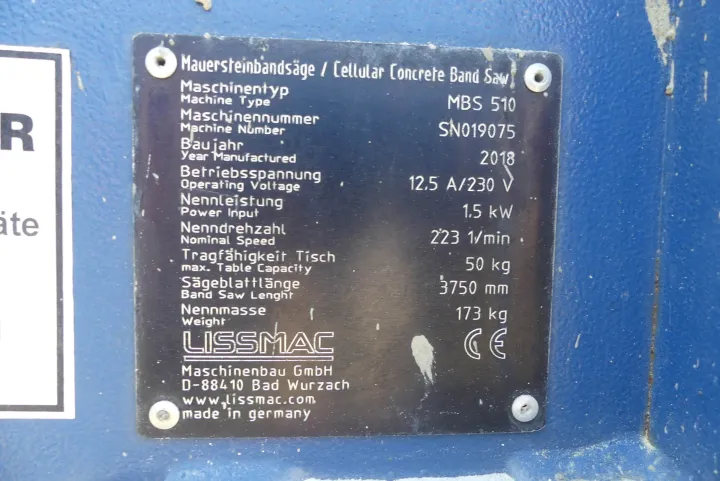 Mauersteinbandsäge / Cellular Concrete Band Saw
Maschinentyp
Machine Type MBS 510
Maschinennummer
Machine Number SN019075
Baujahr
Year Manufactured 2018
Betriebsspannung
Operating Voltage 12.5 A/230 V
Nennleistung
Power Input 1.5 kW
Nenndrehzahl
Nominal Speed 223 1/min
Tragfähigkeit Tisch
max. Table Capacity 50 kg
Sägeblattlänge
Band Saw Lenght 3750 mm
Nennmasse
Weight 173 kg
LISSMAC CE
Maschinenbau GmbH
D-88410 Bad Wurzach
www.lissmac.com
made in germany
R
äte